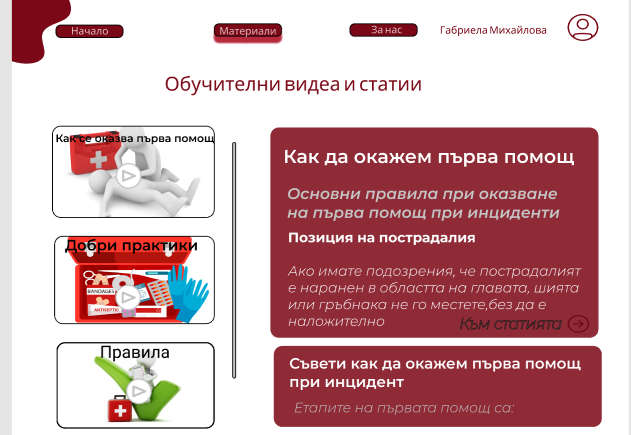 Начало
Материали
За нас
Габриела Михайлова
Обучителни видеа и статии
Как се оказва първа помощ
Добри практики
BANDAGES
ANTISEPTIC
Правила
Как да окажем първа помощ
Основни правила при оказване
на първа помощ при инциденти
Позиция на пострадалия
Ако имате подозрения, че пострадалият
е наранен в областта на главата, шията
или гръбнака не го местете,без да е
наложително
Към статията
Съвети как да окажем първа помощ
при инцидент
Етапите на първата помощ са: